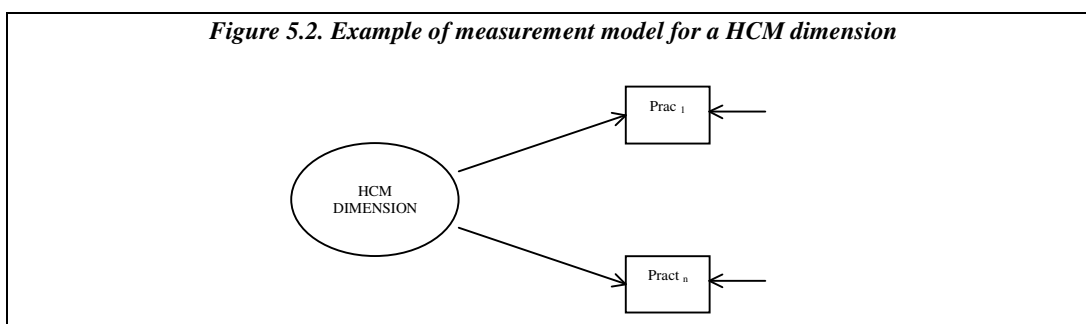 Figure 5.2. Example of measurement model for a HCM dimension
Prac 1
HCM
DIMENSION
Pract n